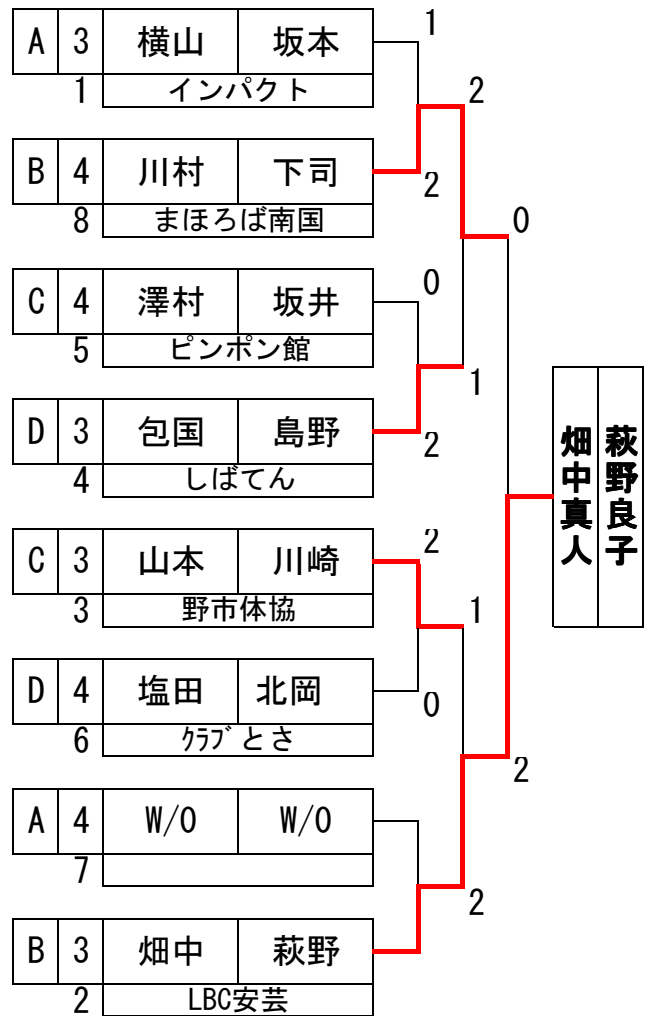 A 3 横山 坂本 1
1 インパクト 2
B 4 川村 下司 2
8 まほろば南国 0
C 4 澤村 坂井 0
5 ピンポン館 1
D 3 包国 島野 2
4 しばてん
畑中真人
萩野良子
C 3 山本 川崎 2
3 野市体協 1
D 4 塩田 北岡 0
6 クラブとさ 2
A 4 W/O W/O
7
2
B 3 畑中 萩野
2 LBC安芸